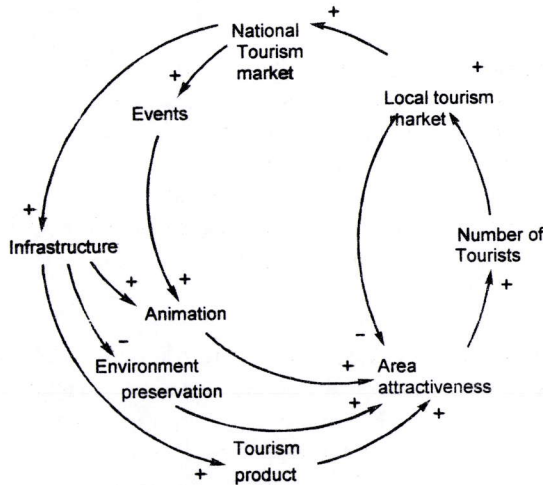 +
National
Tourism
market
+
+
Events
Local tourism
market
+
Infrastructure
Number of
Tourists
+
+
+
Animation
−
−
Environment
preservation
+
Area
attractiveness
+
+
Tourism
product
+